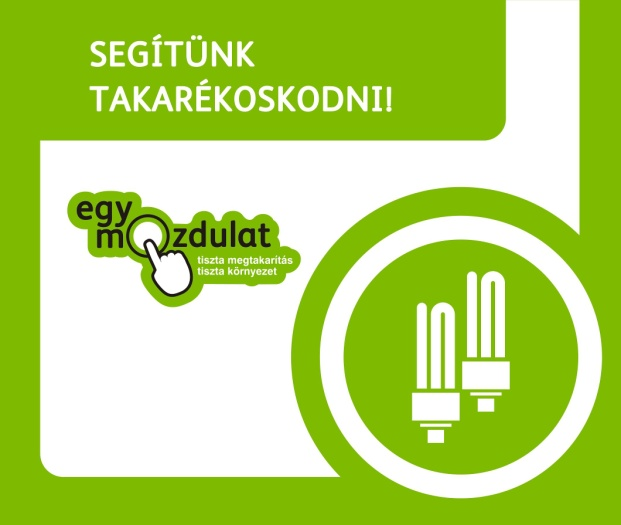 SEGÍTÜNK
TAKARÉKOSKODNI!
egy
mozdulat
tiszta megtakarítás
tiszta környezet